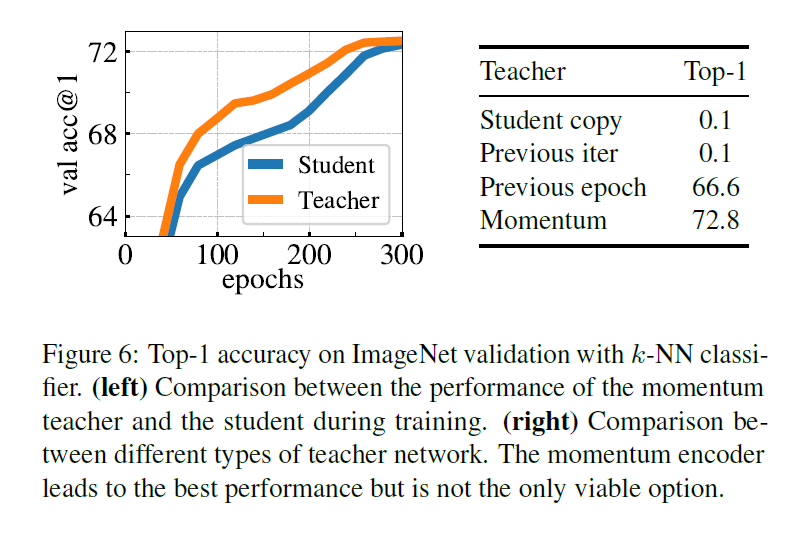 72
68
64
val acc@1
0
100
200
300
epochs
Student
Teacher
Teacher Top-1
Student copy 0.1
Previous iter 0.1
Previous epoch 66.6
Momentum 72.8
Figure 6: Top-1 accuracy on ImageNet validation with k-NN classi-
fier. (left) Comparison between the performance of the momentum
teacher and the student during training. (right) Comparison be-
tween different types of teacher network. The momentum encoder
leads to the best performance but is not the only viable option.